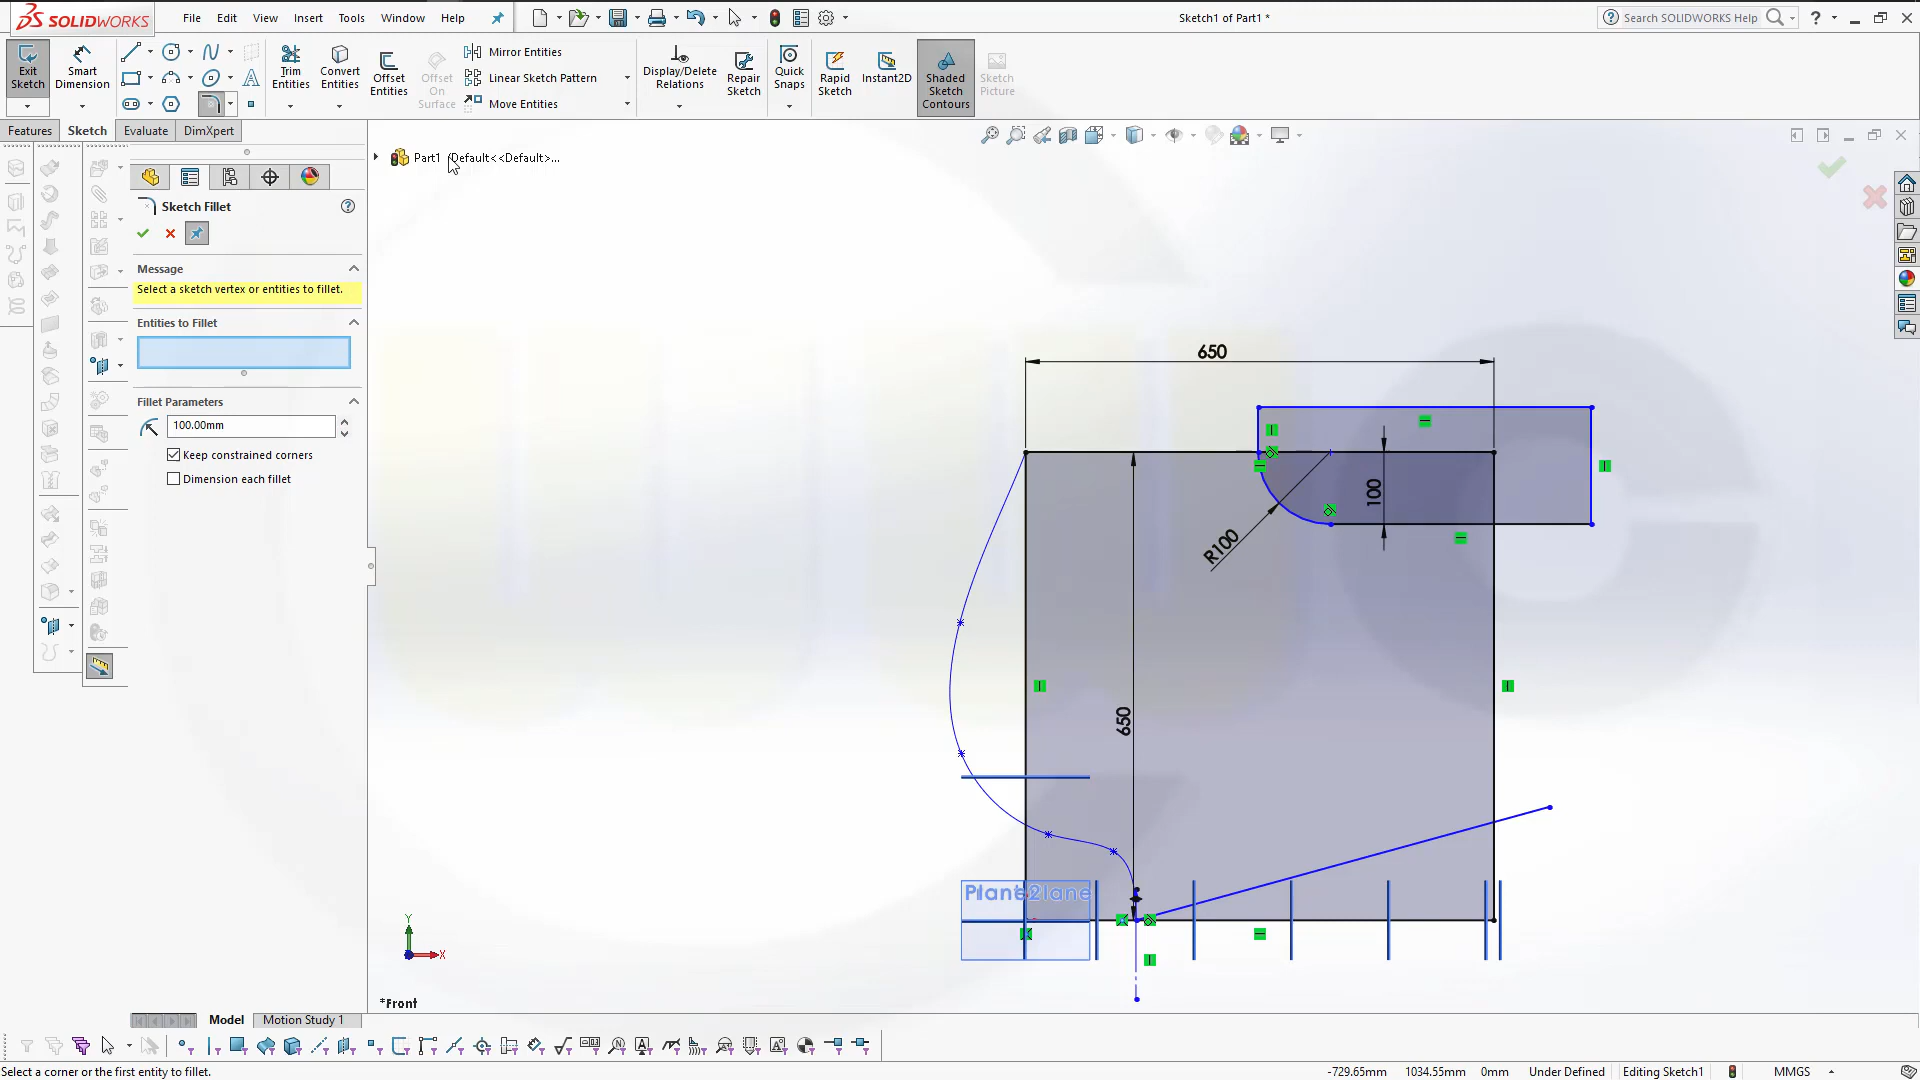 SOLIDWORKS
File Edit View Insert Tools Window Help
Sketch1 of Part1 *
Search SOLIDWORKS Help
Exit Sketch
Smart Dimension
Trim Entities
Convert Entities
Offset Entities
Offset On Surface
Mirror Entities
Linear Sketch Pattern
Move Entities
Display/Delete Relations
Repair Sketch
Quick Snaps
Rapid Sketch
Instant2D
Shaded Sketch Contours
Sketch Picture
Features Sketch Evaluate DimXpert
Part1 (Default<<Default>...
Sketch Fillet
Message
Select a sketch vertex or entities to fillet.
Entities to Fillet
Fillet Parameters
100.00mm
Keep constrained corners
Dimension each fillet
650
100
R100
650
Plane2
Y
X
*Front
Model Motion Study 1
Select a corner or the first entity to fillet.
-729.65mm 1034.55mm 0mm Under Defined Editing Sketch1 MMGS